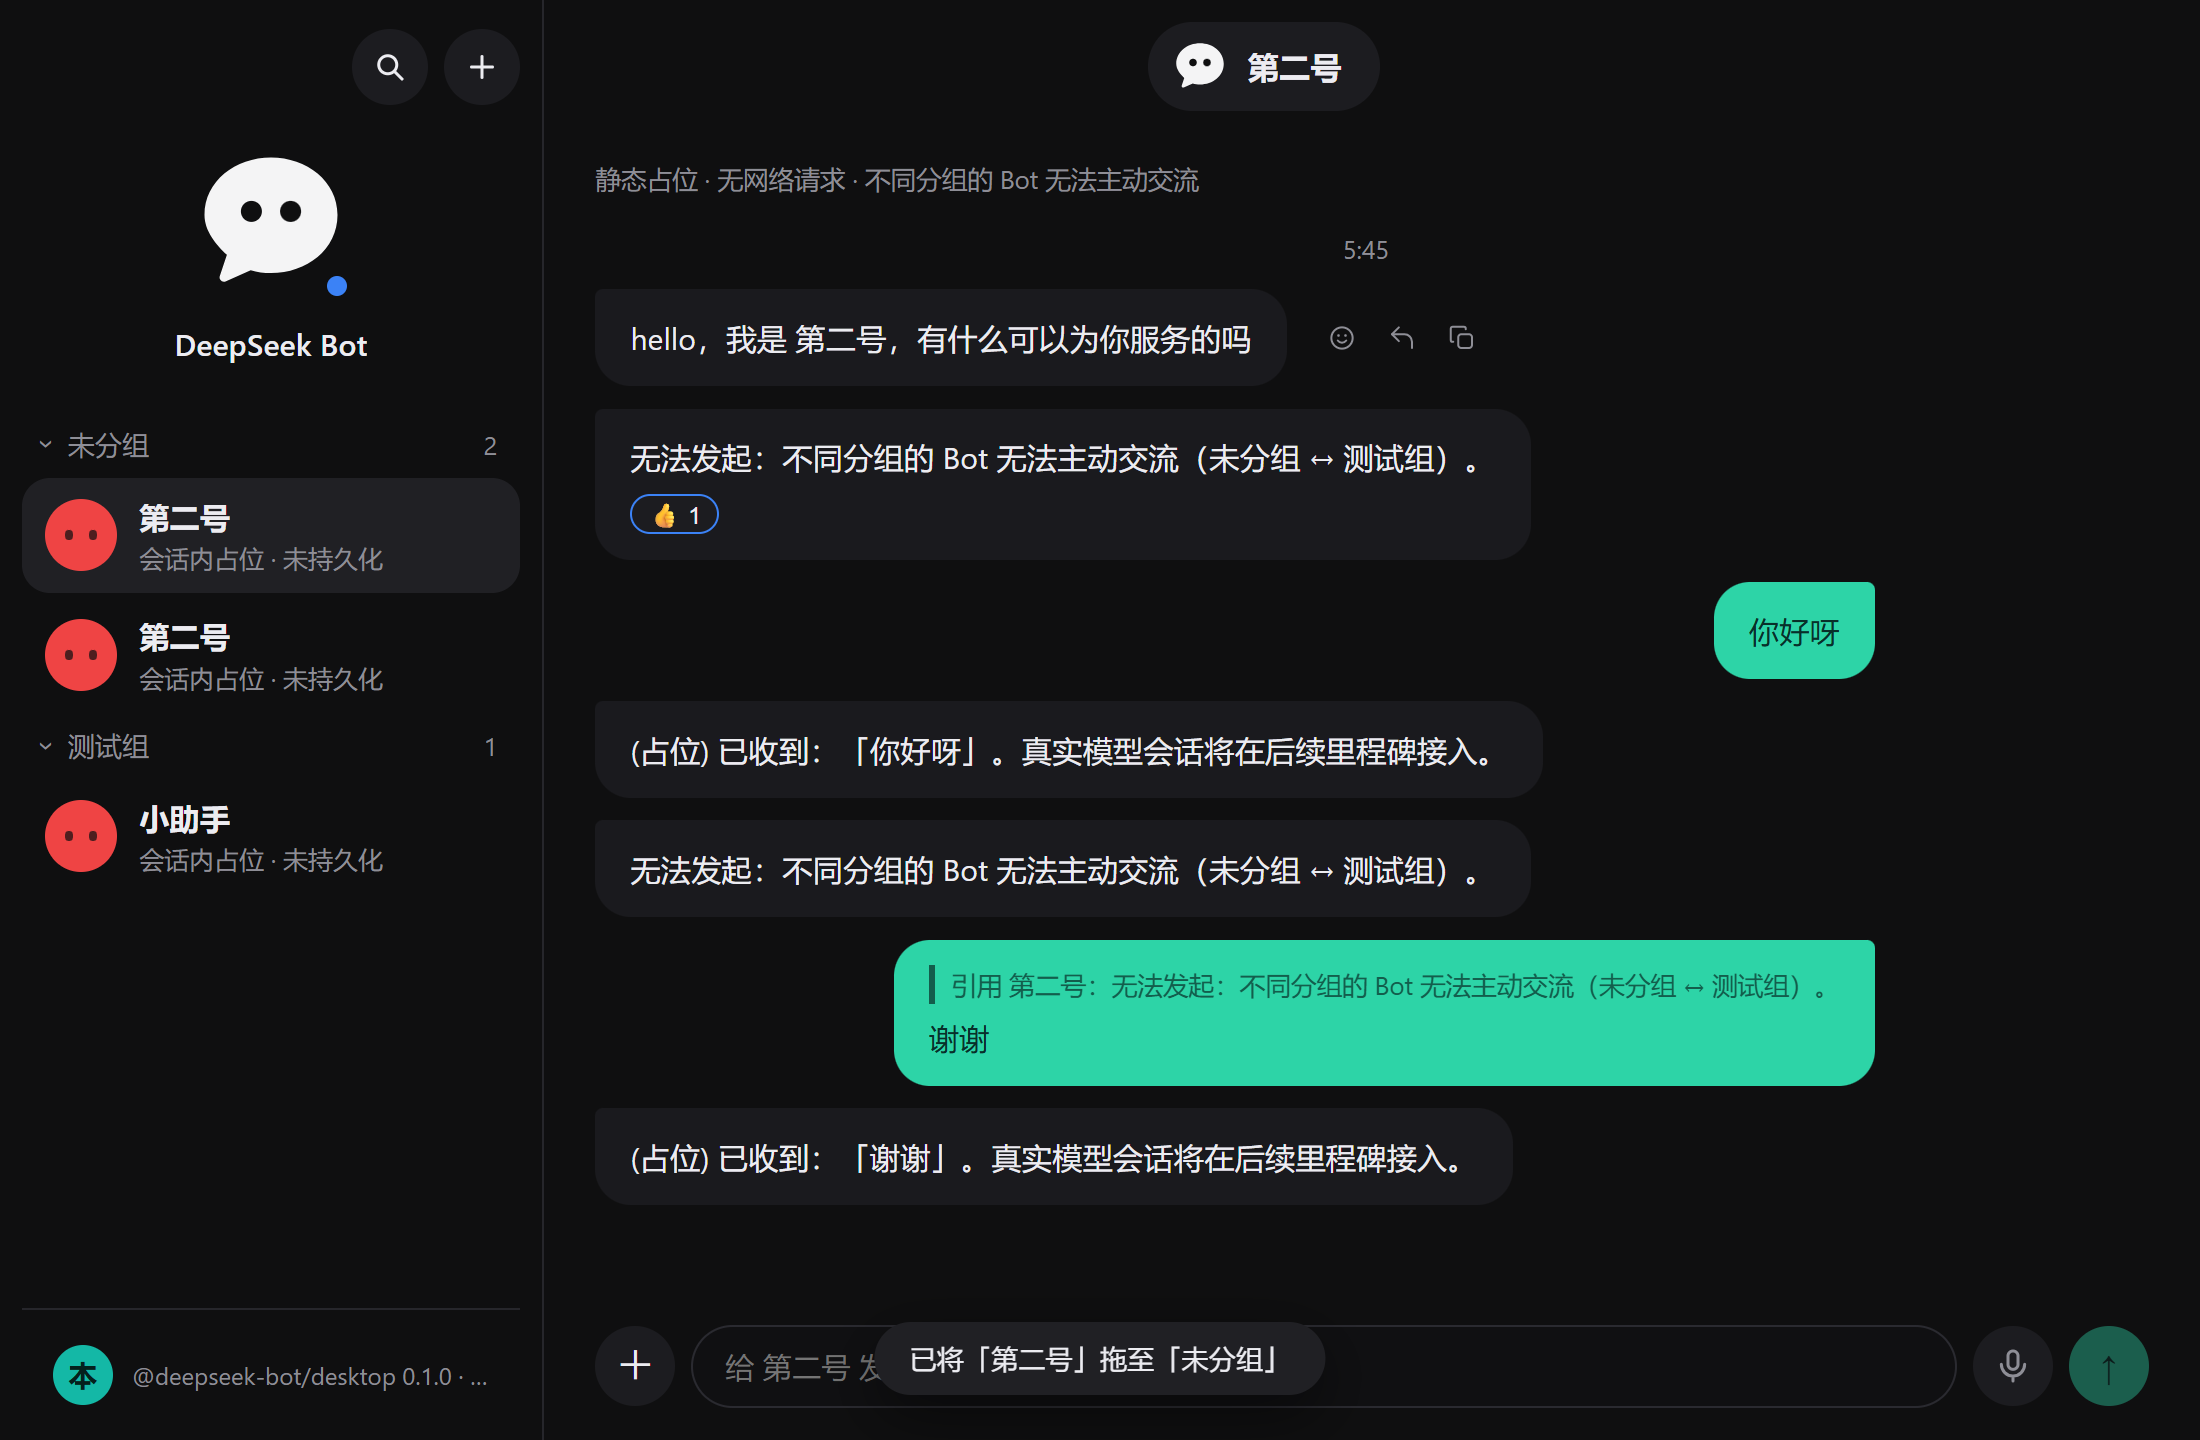 DeepSeek Bot
未分组 2
第二号
会话内占位 · 未持久化
第二号
会话内占位 · 未持久化
测试组 1
小助手
会话内占位 · 未持久化
本 @deepseek-bot/desktop 0.1.0 · ...
第二号
静态占位 · 无网络请求 · 不同分组的 Bot 无法主动交流
5:45
hello，我是 第二号，有什么可以为你服务的吗
无法发起：不同分组的 Bot 无法主动交流（未分组 ↔ 测试组）。
👍 1
你好呀
(占位) 已收到：「你好呀」。真实模型会话将在后续里程碑接入。
无法发起：不同分组的 Bot 无法主动交流（未分组 ↔ 测试组）。
引用 第二号：无法发起：不同分组的 Bot 无法主动交流（未分组 ↔ 测试组）。
谢谢
(占位) 已收到：「谢谢」。真实模型会话将在后续里程碑接入。
给 第二号 发
已将「第二号」拖至「未分组」